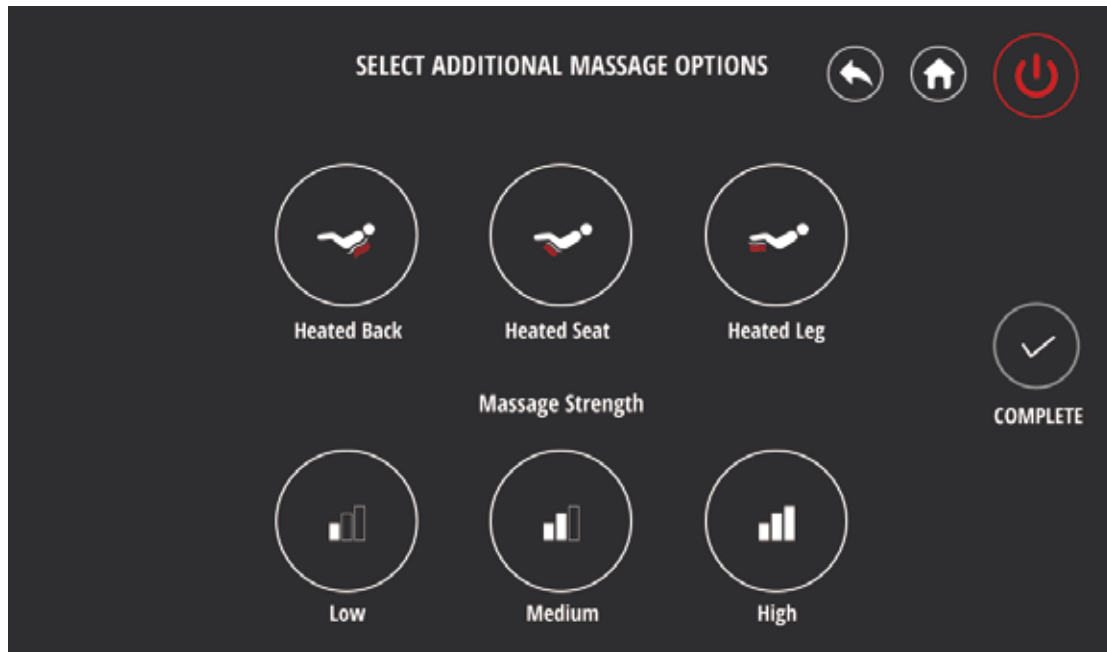 SELECT ADDITIONAL MASSAGE OPTIONS
Heated Back
Heated Seat
Heated Leg
COMPLETE
Massage Strength
Low
Medium
High